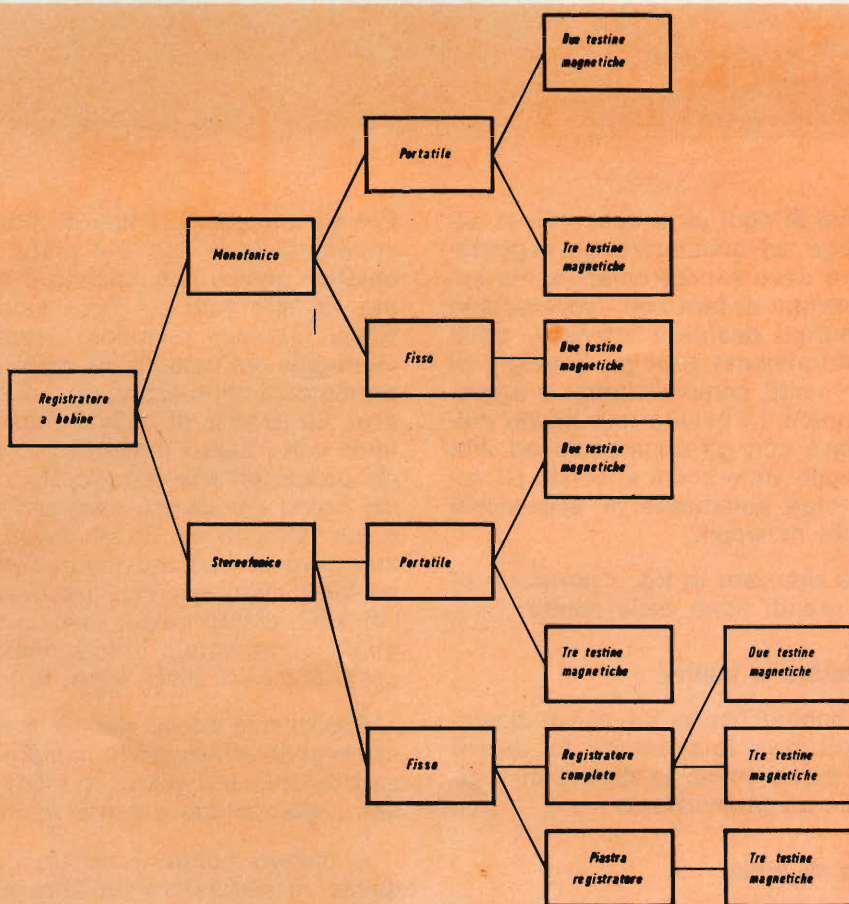 Due testine
magnetiche
Portatile
Tre testine
magnetiche
Monofonico
Fisso
Due testine
magnetiche
Registratore
a bobine
Due testine
magnetiche
Stereofonico
Portatile
Tre testine
magnetiche
Due testine
magnetiche
Fisso
Registratore
completo
Tre testine
magnetiche
Piastra
registratore
Tre testine
magnetiche